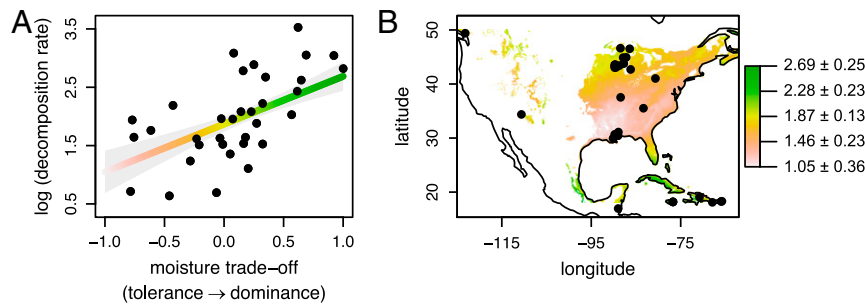 A
log (decomposition rate)
3.5
2.5
1.5
0.5
−1.0
−0.5
0.0
0.5
1.0
moisture trade−off
(tolerance → dominance)
B
latitude
50
40
30
20
−115
−95
−75
longitude
2.69 ± 0.25
2.28 ± 0.23
1.87 ± 0.13
1.46 ± 0.23
1.05 ± 0.36